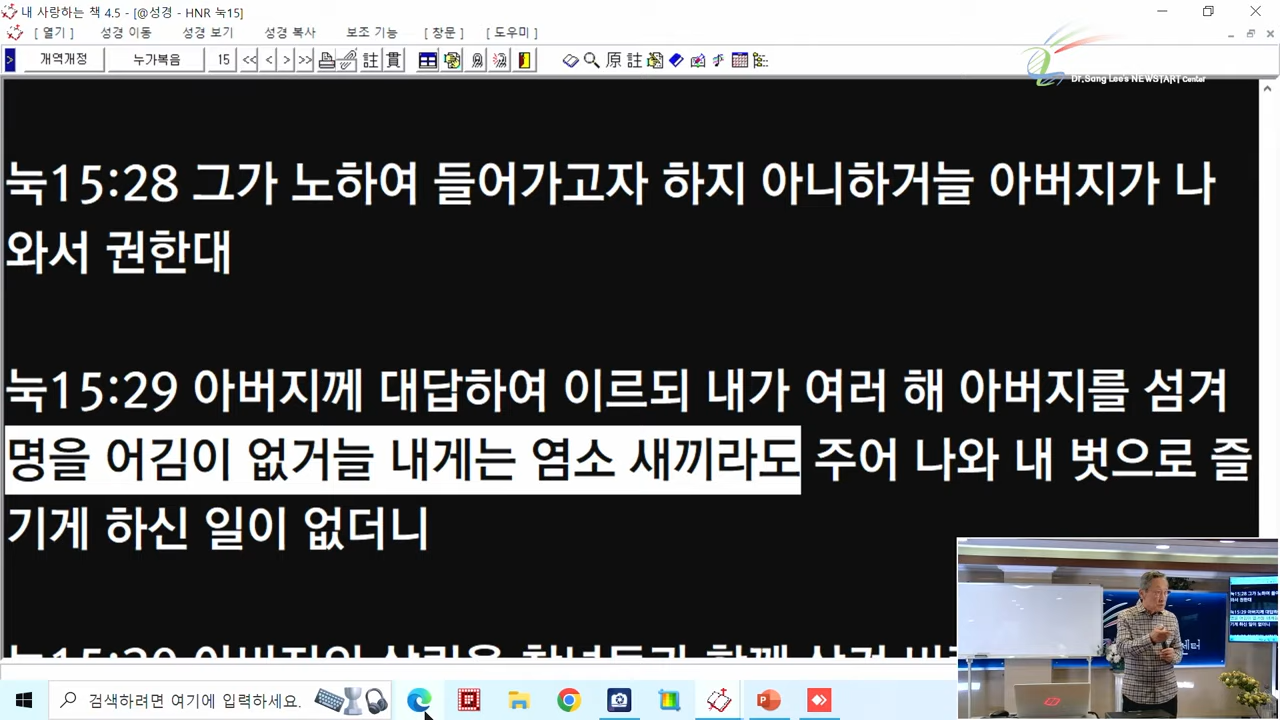 내 사랑하는 책 4.5 - [@성경 - HNR 눅15]
[ 열기 ] 성경 이동 성경 보기 성경 복사 보조 기능 [ 창문 ] [ 도우미 ]
> 개역개정 누가복음 15 << < > >> 註 貫 原 註
Dr.Sang Lee's NEWSTART Center
눅15:28 그가 노하여 들어가고자 하지 아니하거늘 아버지가 나
와서 권한대
눅15:29 아버지께 대답하여 이르되 내가 여러 해 아버지를 섬겨
명을 어김이 없거늘 내게는 염소 새끼라도 주어 나와 내 벗으로 즐
기게 하신 일이 없더니
센터
검색하려면 여기에 입력하세요.